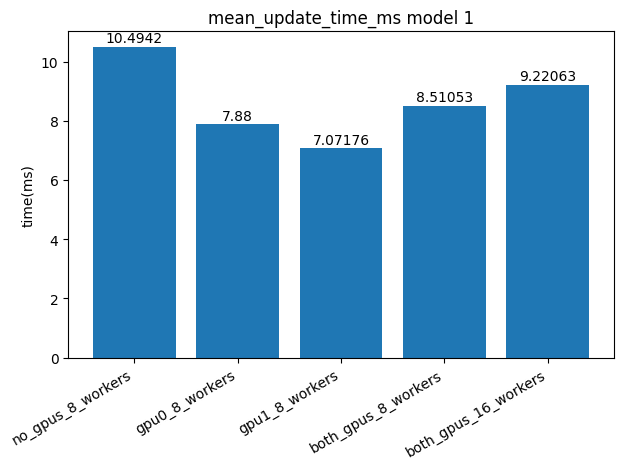 mean_update_time_ms model 1
10.4942
7.88
7.07176
8.51053
9.22063
time(ms)
10
8
6
4
2
0
no_gpus_8_workers
gpu0_8_workers
gpu1_8_workers
both_gpus_8_workers
both_gpus_16_workers